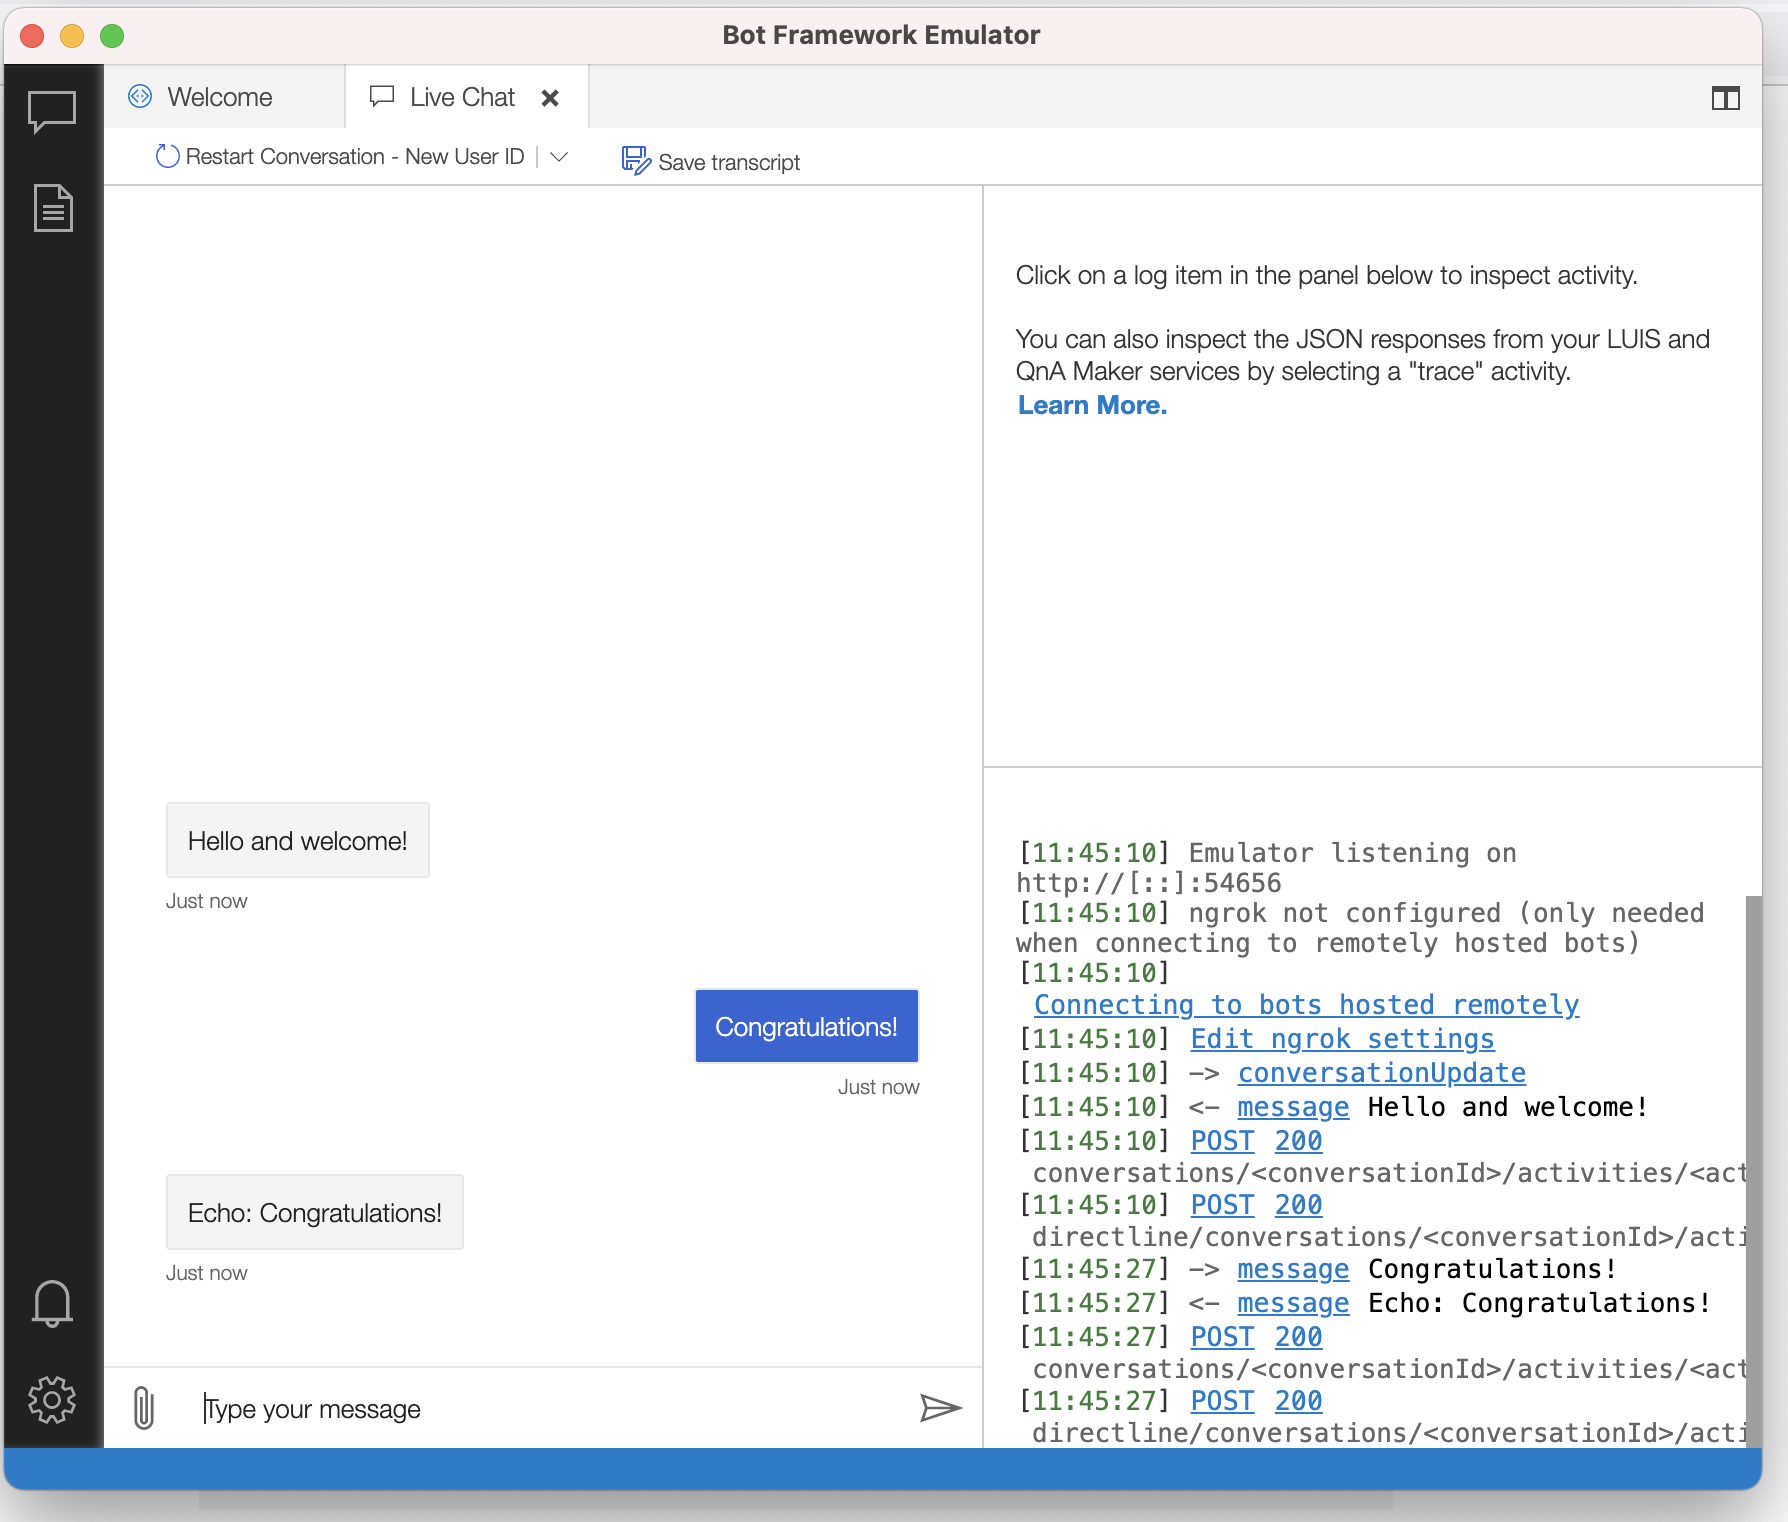 Bot Framework Emulator
Welcome
Live Chat
Restart Conversation - New User ID
Save transcript
Click on a log item in the panel below to inspect activity.
You can also inspect the JSON responses from your LUIS and
QnA Maker services by selecting a "trace" activity.
Learn More.
Hello and welcome!
Just now
Congratulations!
Just now
Echo: Congratulations!
Just now
Type your message
[11:45:10] Emulator listening on
http://[::]:54656
[11:45:10] ngrok not configured (only needed
when connecting to remotely hosted bots)
[11:45:10]
Connecting to bots hosted remotely
[11:45:10] Edit ngrok settings
[11:45:10] -> conversationUpdate
[11:45:10] <- message Hello and welcome!
[11:45:10] POST 200
conversations/<conversationId>/activities/<act
[11:45:10] POST 200
directline/conversations/<conversationId>/acti
[11:45:27] -> message Congratulations!
[11:45:27] <- message Echo: Congratulations!
[11:45:27] POST 200
conversations/<conversationId>/activities/<act
[11:45:27] POST 200
directline/conversations/<conversationId>/acti